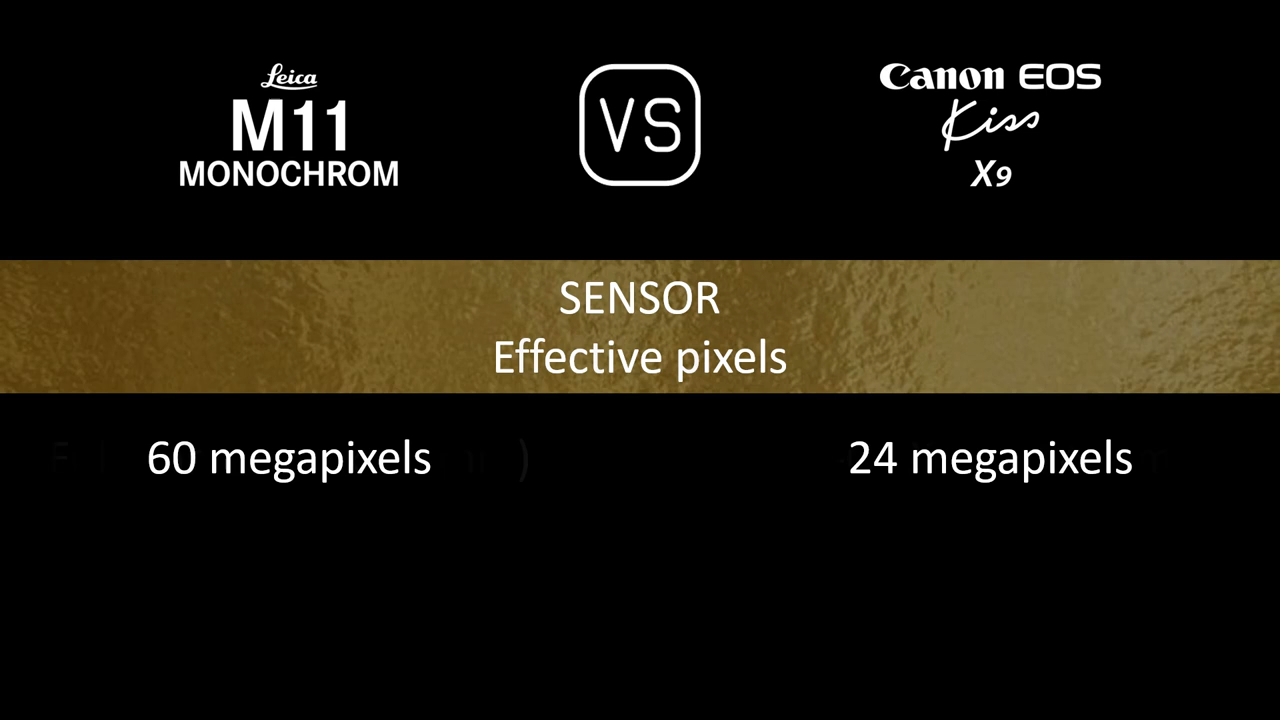 Leica
M11
MONOCHROM
VS
Canon EOS
Kiss
X9
SENSOR
Effective pixels
60 megapixels
24 megapixels